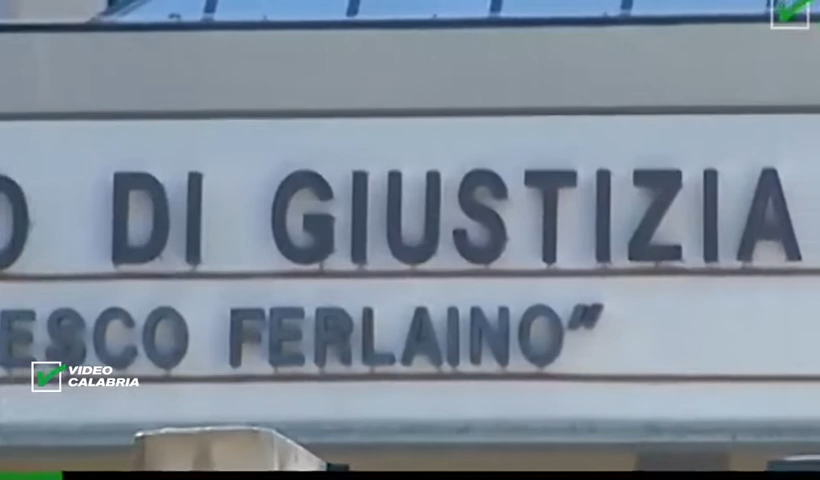 O DI GIUSTIZIA
ESCO FERLAINO”
VIDEO
CALABRIA